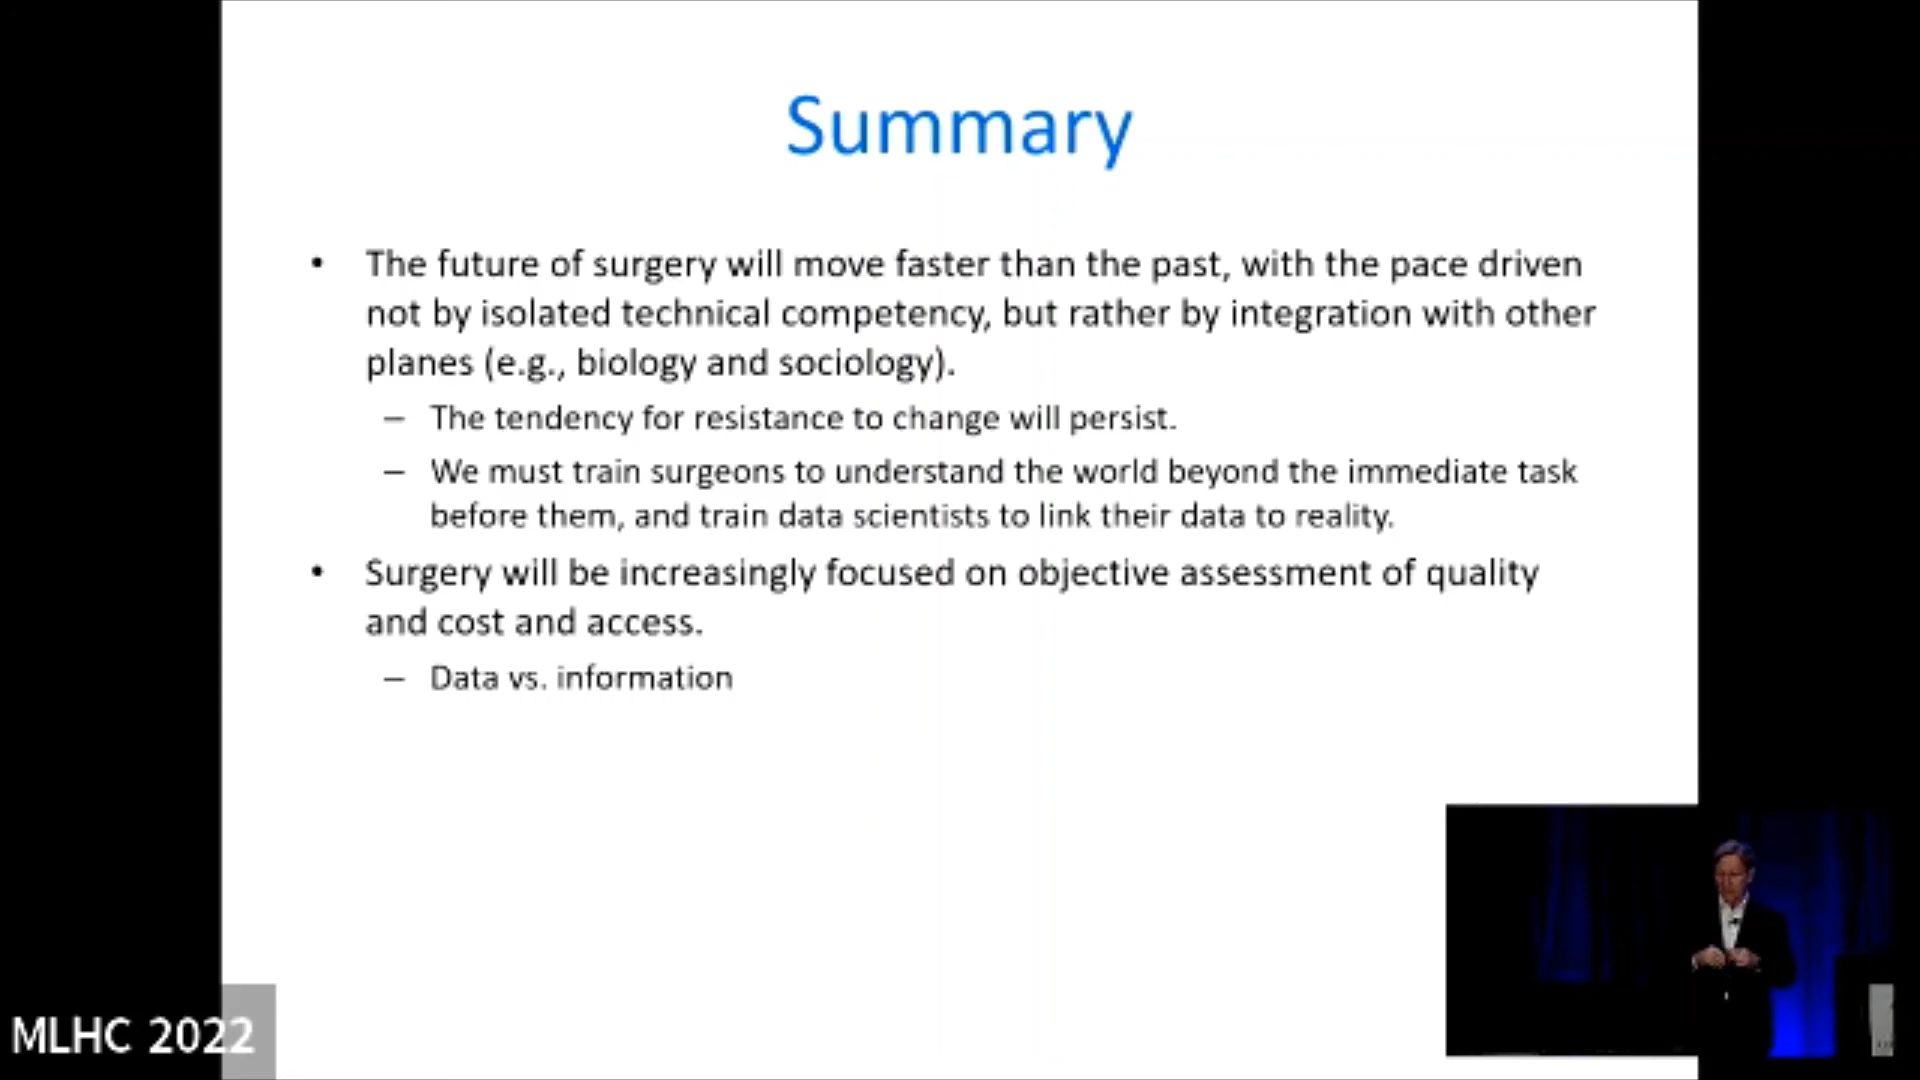 Summary
• The future of surgery will move faster than the past, with the pace driven
not by isolated technical competency, but rather by integration with other
planes (e.g., biology and sociology).
– The tendency for resistance to change will persist.
– We must train surgeons to understand the world beyond the immediate task
before them, and train data scientists to link their data to reality.
• Surgery will be increasingly focused on objective assessment of quality
and cost and access.
– Data vs. information
MLHC 2022